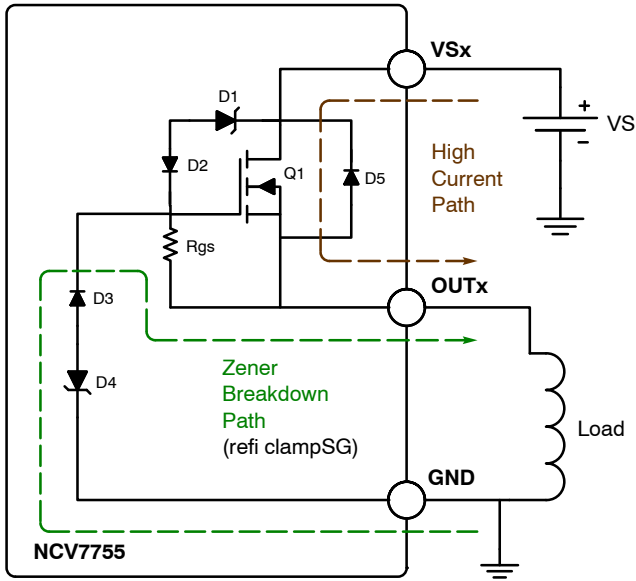 VSx
D1
+
VS
−
D2
Q1
D5
High
Current
Path
Rgs
OUTx
D3
D4
Zener
Breakdown
Path
(refi clampSG)
Load
GND
NCV7755